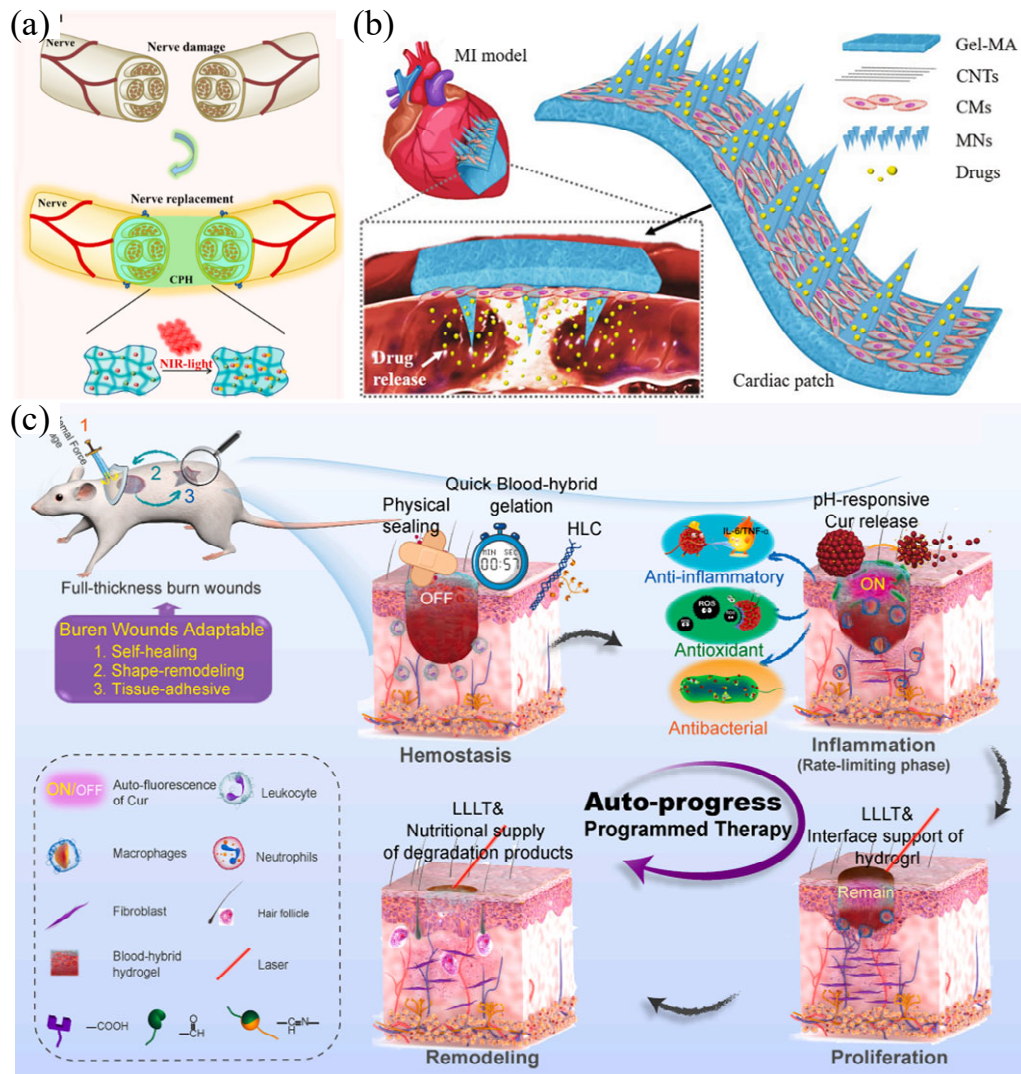 (a)
Nerve
Nerve damage
Nerve
Nerve replacement
CPH
NIR-light
(b)
MI model
Gel-MA
CNTs
CMs
MNs
Drugs
Drug
release
Cardiac patch
(c)
1
Force
2
3
Full-thickness burn wounds
Buren Wounds Adaptable
1. Self-healing
2. Shape-remodeling
3. Tissue-adhesive
Physical
sealing
Quick Blood-hybrid
gelation
MIN SEC
00:57
HLC
OFF
Hemostasis
IL-6/TNF-α
Anti-inflammatory
ROS
Antioxidant
Antibacterial
pH-responsive
Cur release
ON
Inflammation
(Rate-limiting phase)
ON/OFF
Auto-fluorescence
of Cur
Leukocyte
Macrophages
Neutrophils
Fibroblast
Hair follicle
Blood-hybrid
hydrogel
Laser
—COOH
O
—CH
—C=N—
H
LLLT&
Nutritional supply
of degradation products
Remodeling
Auto-progress
Programmed Therapy
LLLT&
Interface support of
hydrogrl
Remain
Proliferation